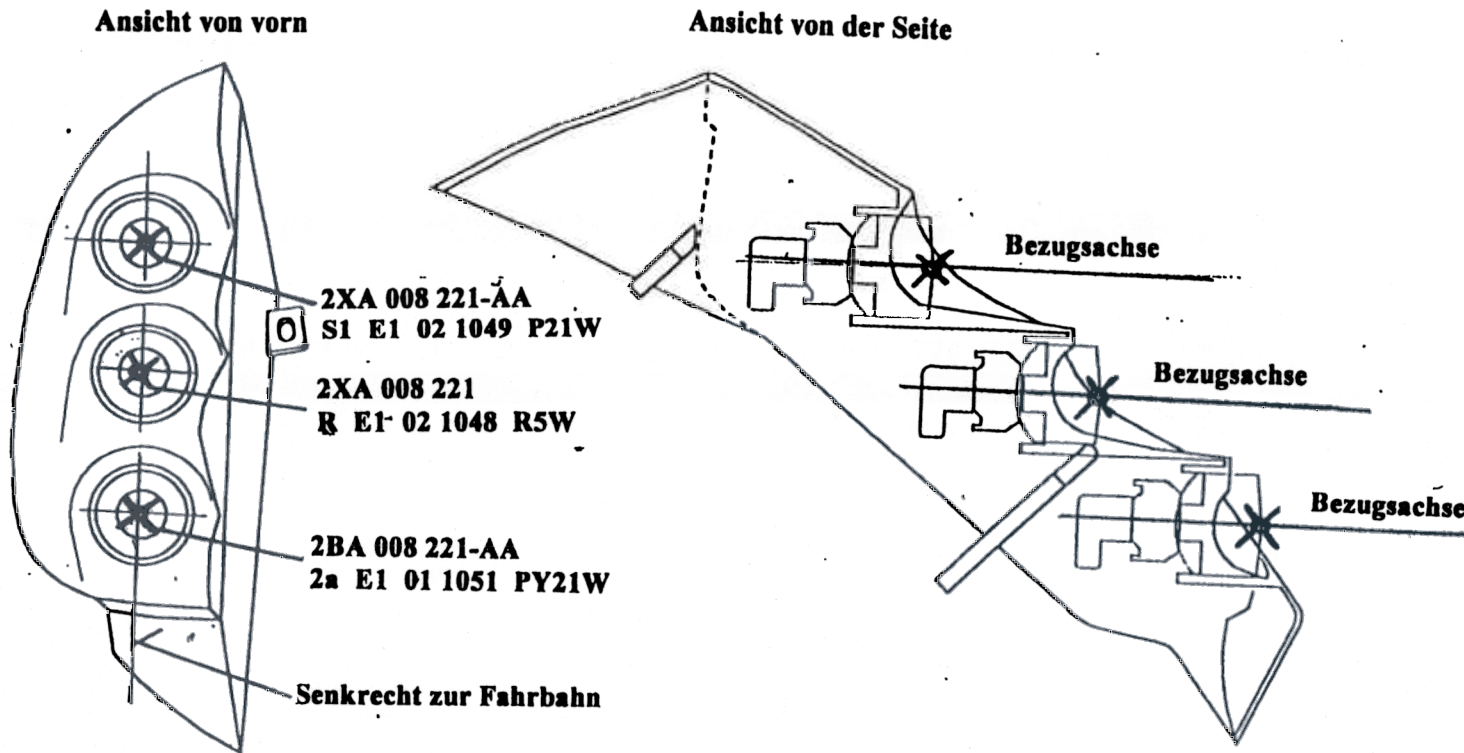 Ansicht von vorn
Ansicht von der Seite
Bezugsachse
2XA 008 221-AA
S1 E1 02 1049 P21W
O
Bezugsachse
2XA 008 221
R E1- 02 1048 R5W
Bezugsachse
2BA 008 221-AA
2a E1 01 1051 PY21W
Senkrecht zur Fahrbahn